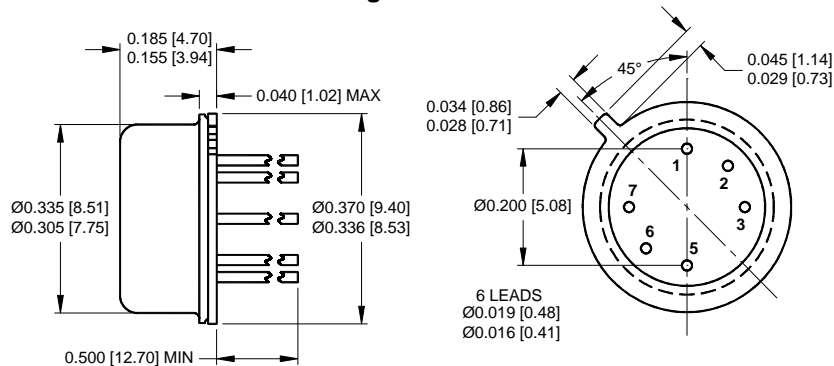 0.185 [4.70]
0.155 [3.94]
0.040 [1.02] MAX
Ø0.335 [8.51]
Ø0.305 [7.75]
Ø0.370 [9.40]
Ø0.336 [8.53]
0.500 [12.70] MIN
45°
0.045 [1.14]
0.029 [0.73]
0.034 [0.86]
0.028 [0.71]
Ø0.200 [5.08]
1
2
3
5
6
7
6 LEADS
Ø0.019 [0.48]
Ø0.016 [0.41]